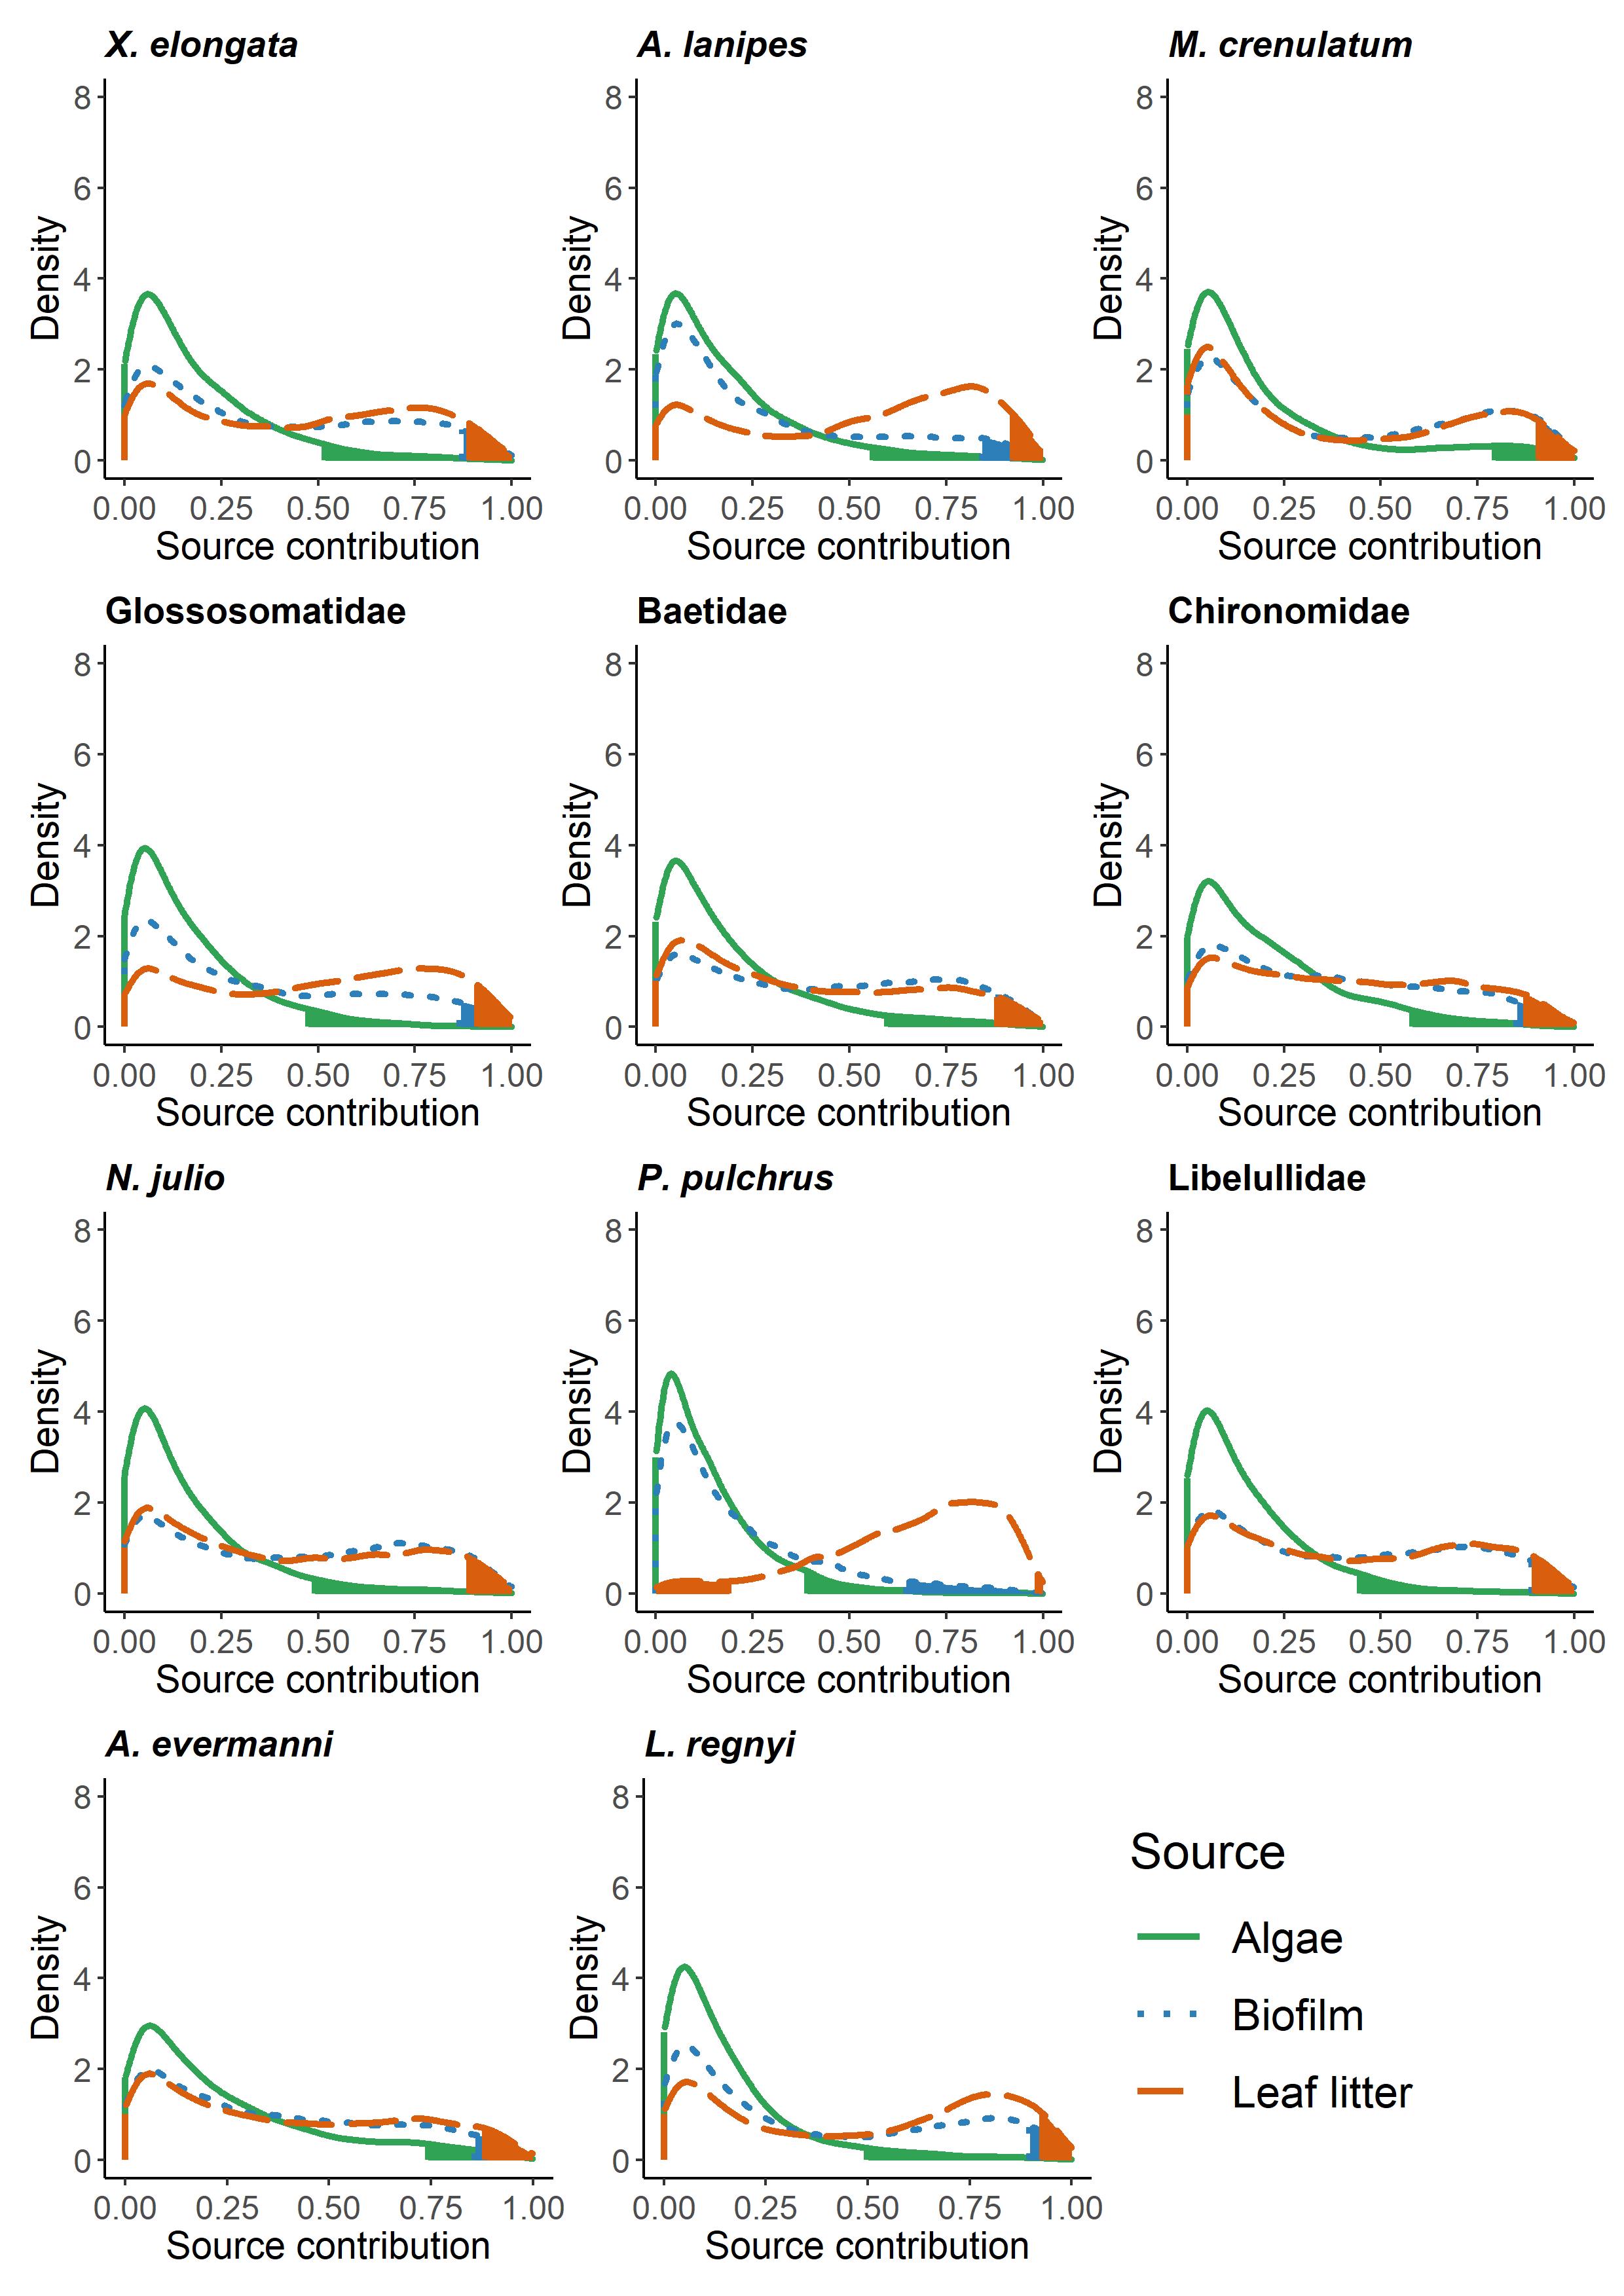 X. elongata A. lanipes M. crenulatum
8 8 8
6 6 6
4 4 4
2 2 2
0 0 0
Density Density Density
0.00 0.25 0.50 0.75 1.00 0.00 0.25 0.50 0.75 1.00 0.00 0.25 0.50 0.75 1.00
Source contribution Source contribution Source contribution
Glossosomatidae Baetidae Chironomidae
8 8 8
6 6 6
4 4 4
2 2 2
0 0 0
Density Density Density
0.00 0.25 0.50 0.75 1.00 0.00 0.25 0.50 0.75 1.00 0.00 0.25 0.50 0.75 1.00
Source contribution Source contribution Source contribution
N. julio P. pulchrus Libelullidae
8 8 8
6 6 6
4 4 4
2 2 2
0 0 0
Density Density Density
0.00 0.25 0.50 0.75 1.00 0.00 0.25 0.50 0.75 1.00 0.00 0.25 0.50 0.75 1.00
Source contribution Source contribution Source contribution
A. evermanni L. regnyi
8 8
6 6
4 4
2 2
0 0
Density Density
0.00 0.25 0.50 0.75 1.00 0.00 0.25 0.50 0.75 1.00
Source contribution Source contribution
Source
Algae
Biofilm
Leaf litter